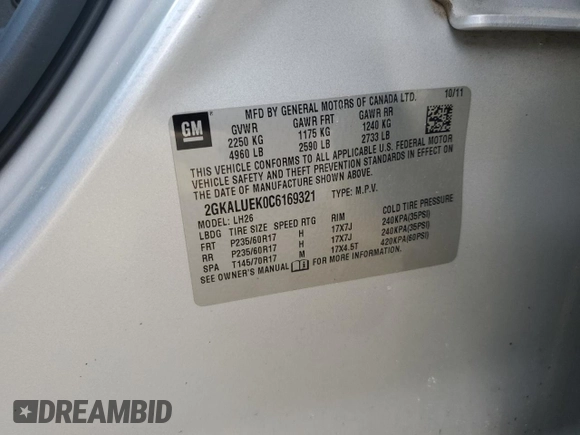 GM
MFD BY GENERAL MOTORS OF CANADA LTD. 10/11
GVWR GAWR FRT GAWR RR
2250 KG 1175 KG 1240 KG
4960 LB 2590 LB 2733 LB
THIS VEHICLE CONFORMS TO ALL APPLICABLE U.S. FEDERAL MOTOR
VEHICLE SAFETY AND THEFT PREVENTION STANDARDS IN EFFECT ON
THE DATE OF MANUFACTURE SHOWN ABOVE.
2GKALUEK0C6169321 TYPE: M.P.V.
MODEL: LH26
LBDG TIRE SIZE SPEED RTG RIM COLD TIRE PRESSURE
FRT P235/60R17 H 17X7J 240KPA(35PSI)
RR P235/60R17 H 17X7J 240KPA(35PSI)
SPA T145/70R17 M 17X4.5T 420KPA(60PSI)
SEE OWNER'S MANUAL FOR MORE INFORMATION.
DREAMBID